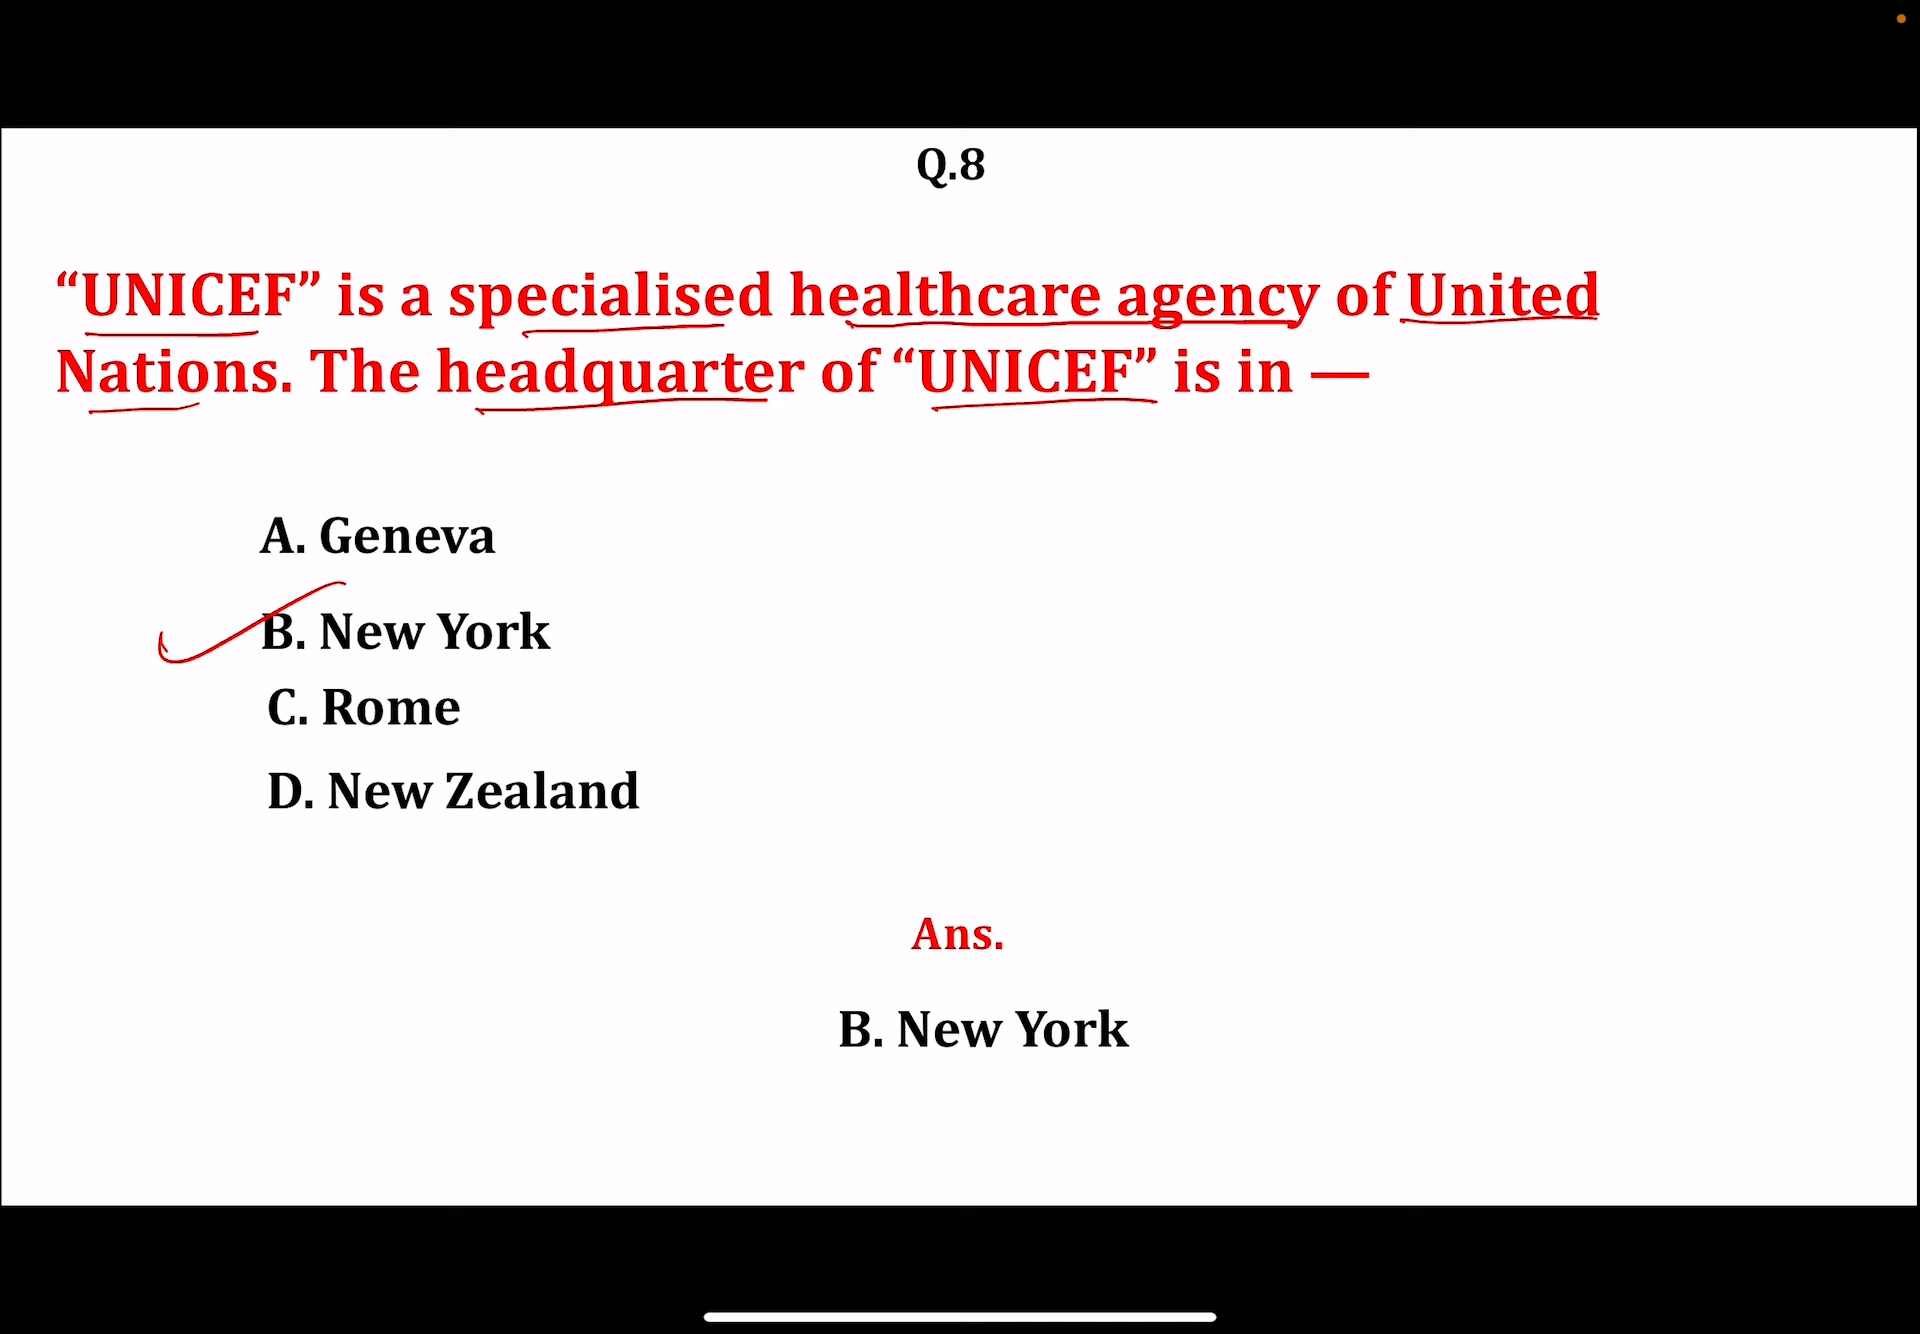 Q.8
“UNICEF” is a specialised healthcare agency of United
Nations. The headquarter of “UNICEF” is in —
A. Geneva
B. New York
C. Rome
D. New Zealand
Ans.
B. New York